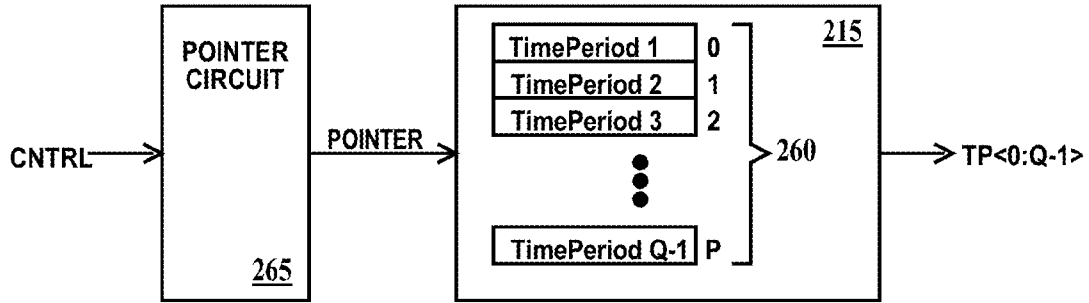 POINTER
CIRCUIT
265
CNTRL
POINTER
215
TimePeriod 1 0
TimePeriod 2 1
TimePeriod 3 2
TimePeriod Q-1 P
260
TP<0:Q-1>